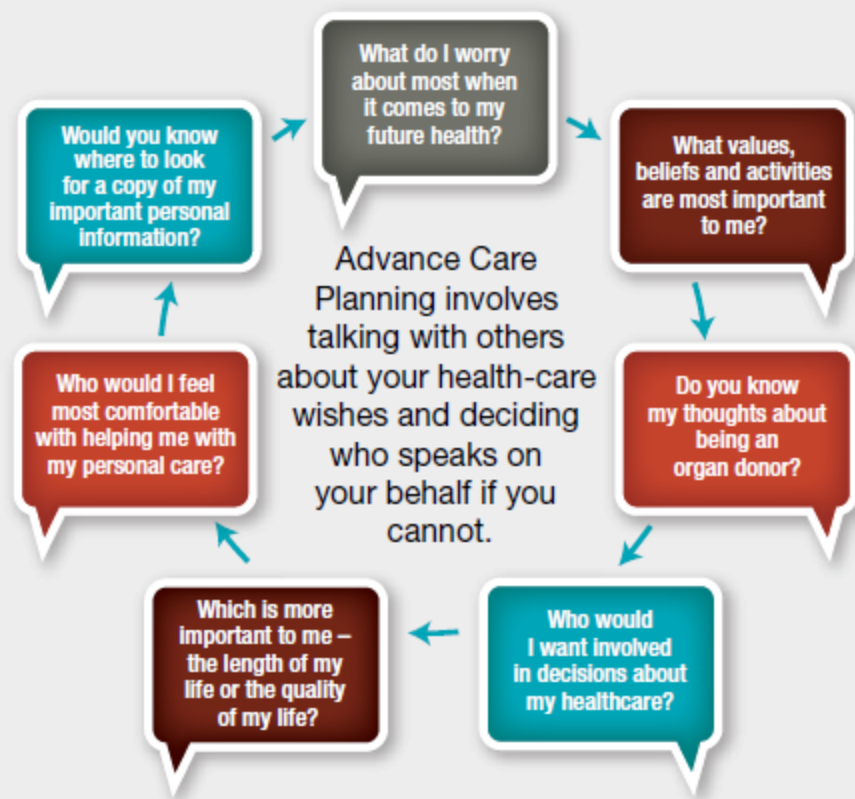 What do I worry
about most when
it comes to my
future health?
What values,
beliefs and activities
are most important
to me?
Do you know
my thoughts about
being an
organ donor?
Who would
I want involved
in decisions about
my healthcare?
Which is more
important to me –
the length of my
life or the quality
of my life?
Who would I feel
most comfortable
with helping me with
my personal care?
Would you know
where to look
for a copy of my
important personal
information?
Advance Care
Planning involves
talking with others
about your health-care
wishes and deciding
who speaks on
your behalf if you
cannot.